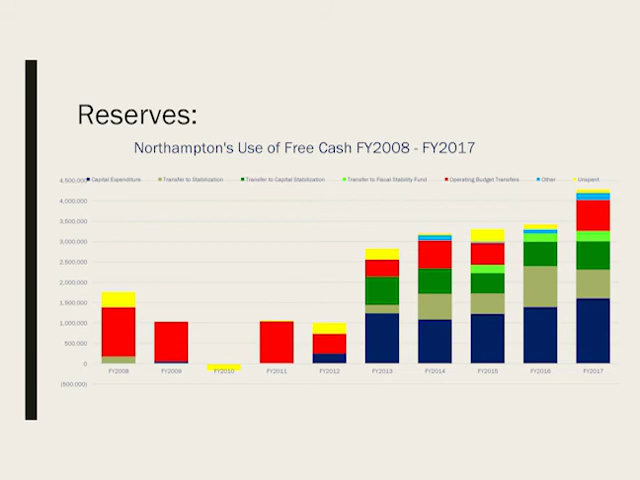 Reserves:
Northampton's Use of Free Cash FY2008 - FY2017
4,500,000 Capital Expenditure Transfer to Stabilization Transfer to Capital Stabilization Transfer to Fiscal Stability Fund Operating Budget Transfers Other Unspent
4,000,000
3,500,000
3,000,000
2,500,000
2,000,000
1,500,000
1,000,000
500,000
0
FY2008 FY2009 FY2010 FY2011 FY2012 FY2013 FY2014 FY2015 FY2016 FY2017
(500,000)